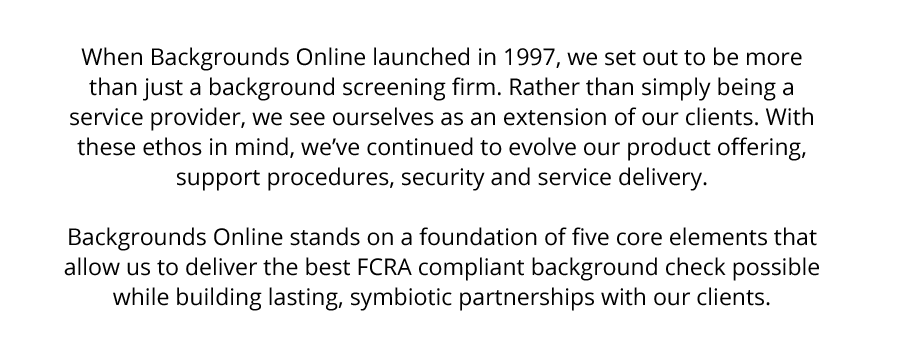 When Backgrounds Online launched in 1997, we set out to be more
than just a background screening firm. Rather than simply being a
service provider, we see ourselves as an extension of our clients. With
these ethos in mind, we’ve continued to evolve our product offering,
support procedures, security and service delivery.
Backgrounds Online stands on a foundation of five core elements that
allow us to deliver the best FCRA compliant background check possible
while building lasting, symbiotic partnerships with our clients.